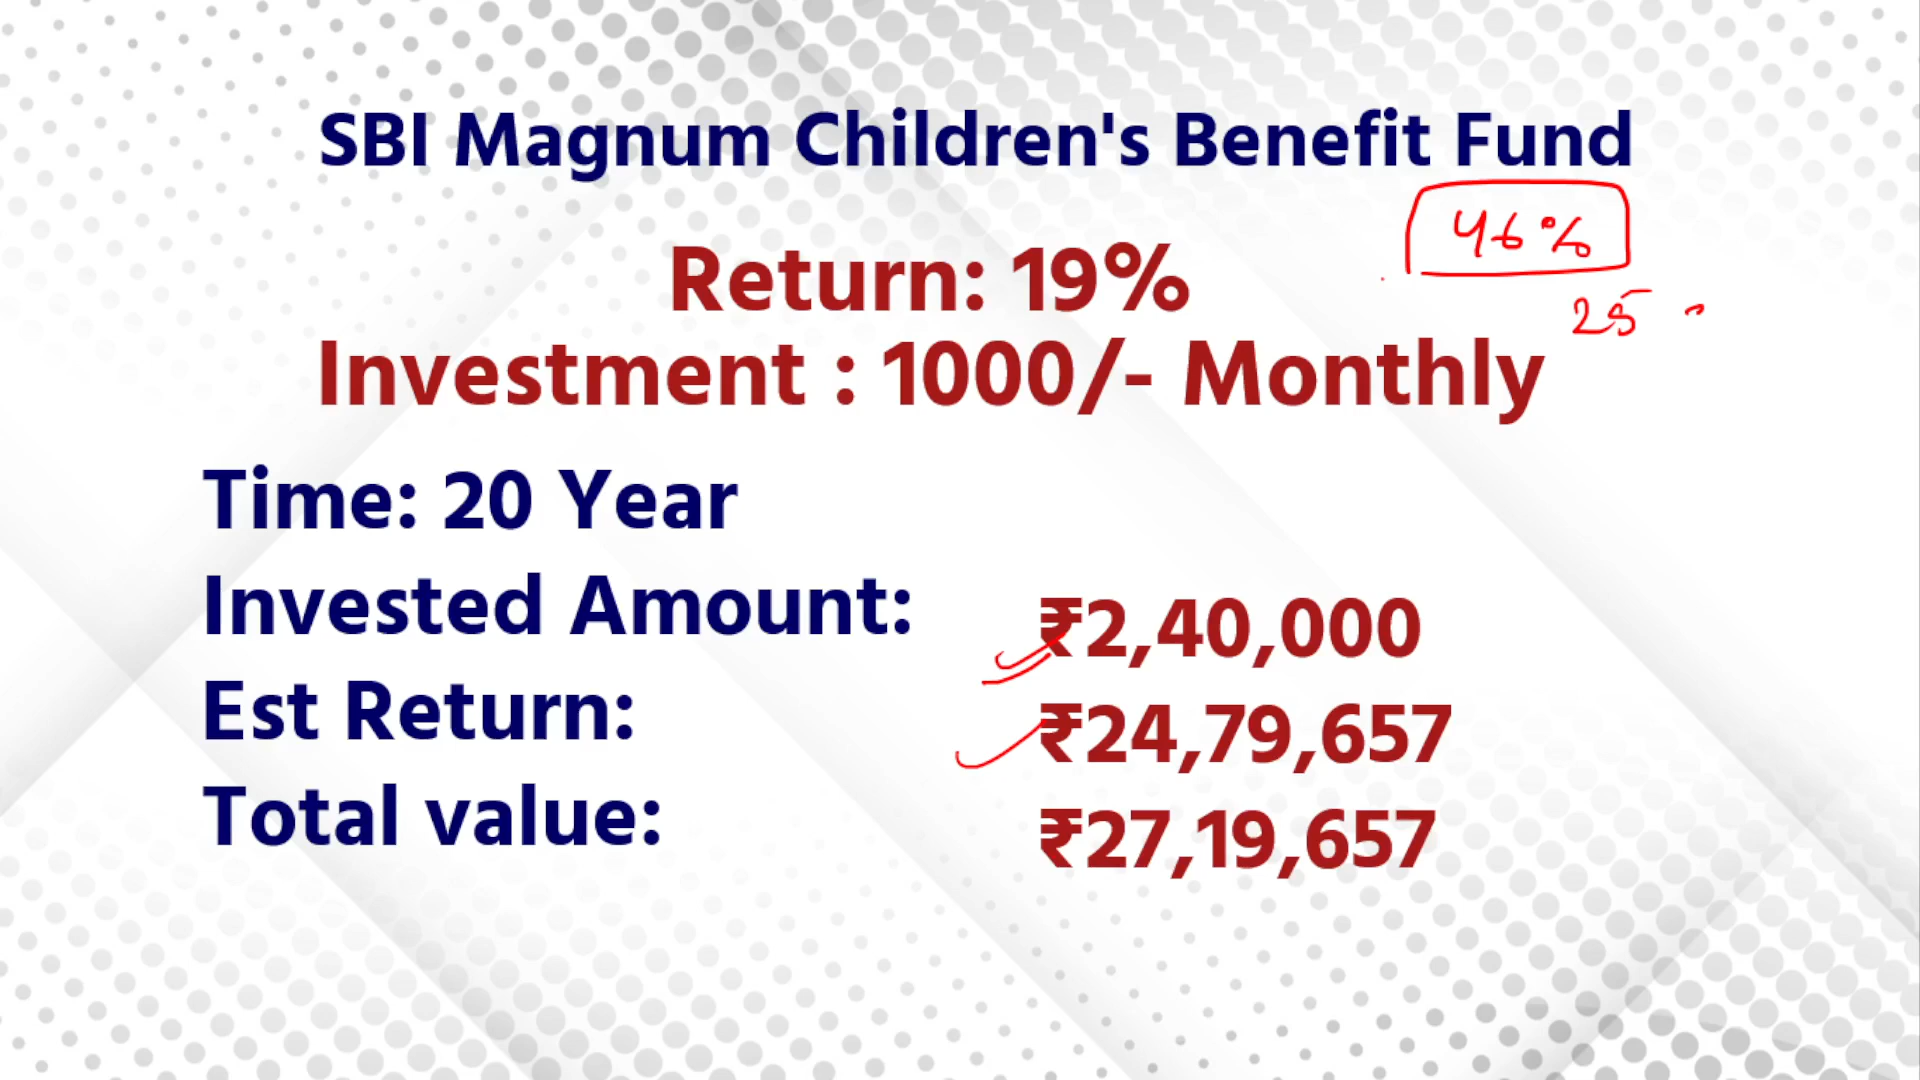 SBI Magnum Children's Benefit Fund
46%
Return: 19%
25
Investment : 1000/- Monthly
Time: 20 Year
Invested Amount: ₹2,40,000
Est Return: ₹24,79,657
Total value: ₹27,19,657